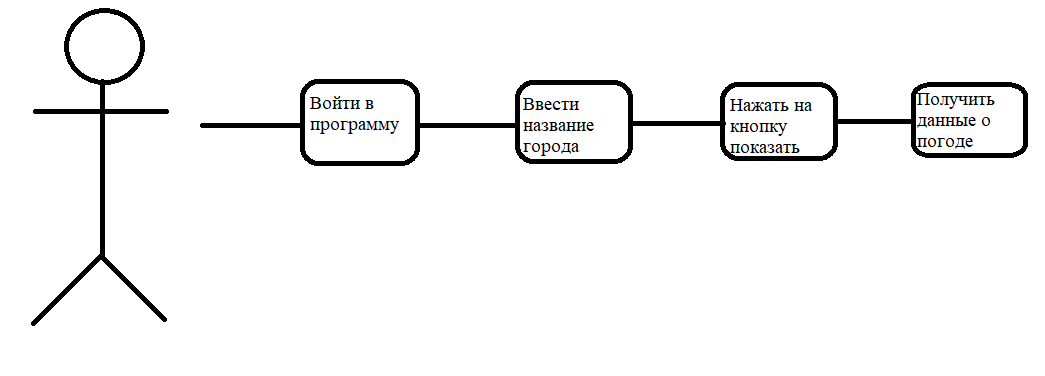 Войти в
программу
Ввести
название
города
Нажать на
кнопку
показать
Получить
данные о
погоде